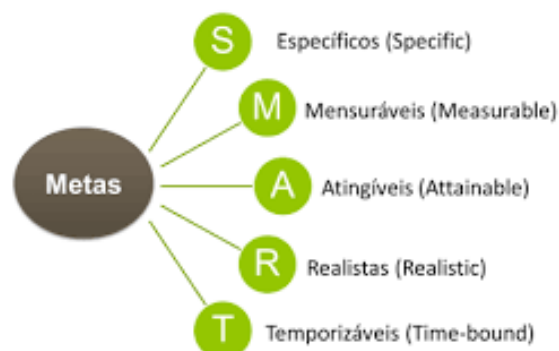 S Específicos (Specific)
M Mensuráveis (Measurable)
Metas
A Atingíveis (Attainable)
R Realistas (Realistic)
T Temporizáveis (Time-bound)